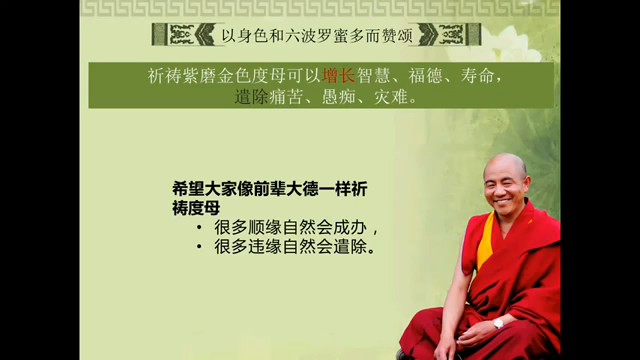 以身色和六波罗蜜多而赞颂
祈祷紫磨金色度母可以增长智慧、福德、寿命，
遣除痛苦、愚痴、灾难。
希望大家像前辈大德一样祈
祷度母
• 很多顺缘自然会成办，
• 很多违缘自然会遣除。